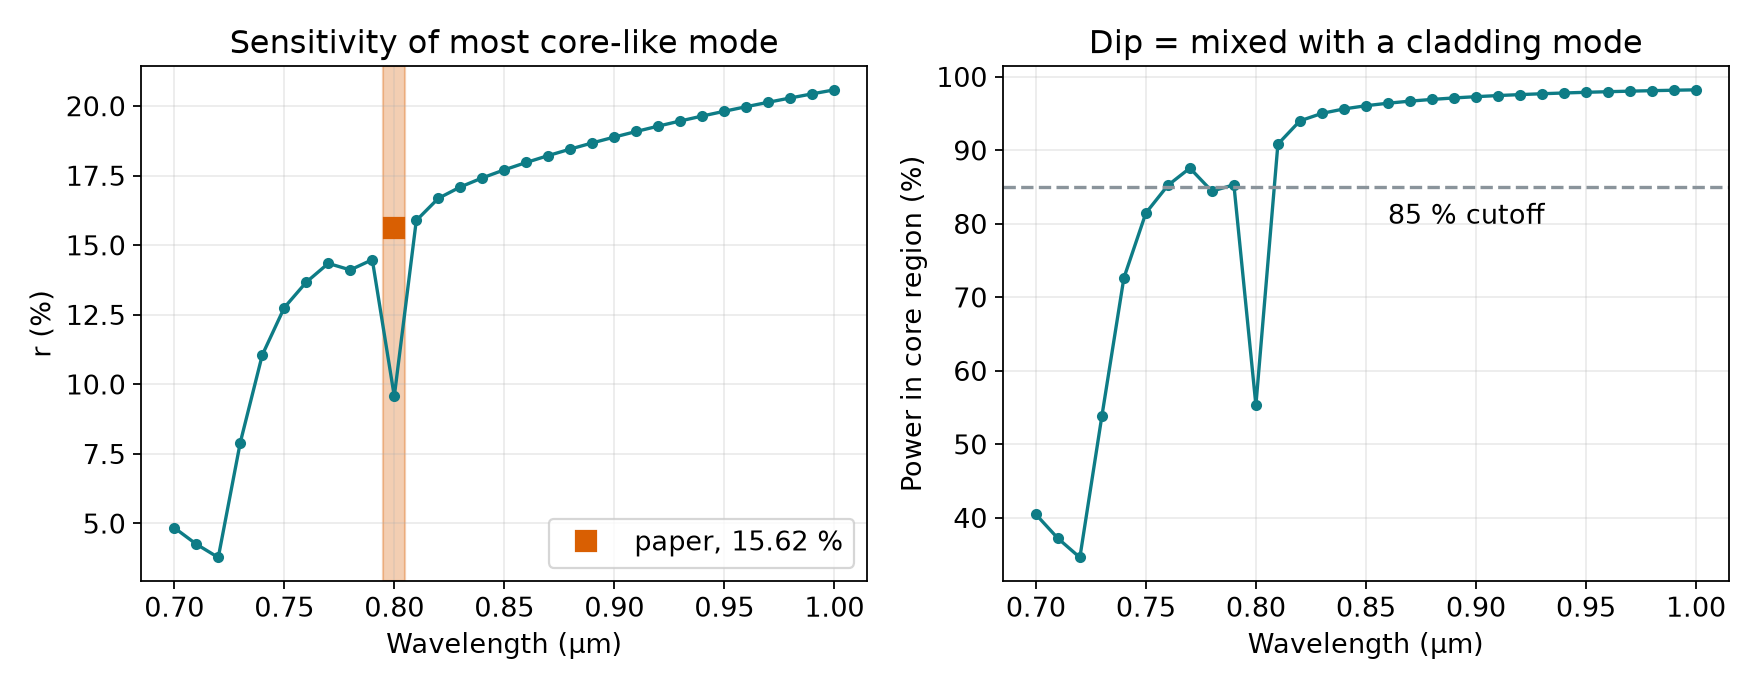 Sensitivity of most core-like mode
r (%)
20.0
17.5
15.0
12.5
10.0
7.5
5.0
paper, 15.62 %
0.70 0.75 0.80 0.85 0.90 0.95 1.00
Wavelength (μm)
Dip = mixed with a cladding mode
Power in core region (%)
100
90
80
70
60
50
40
85 % cutoff
0.70 0.75 0.80 0.85 0.90 0.95 1.00
Wavelength (μm)